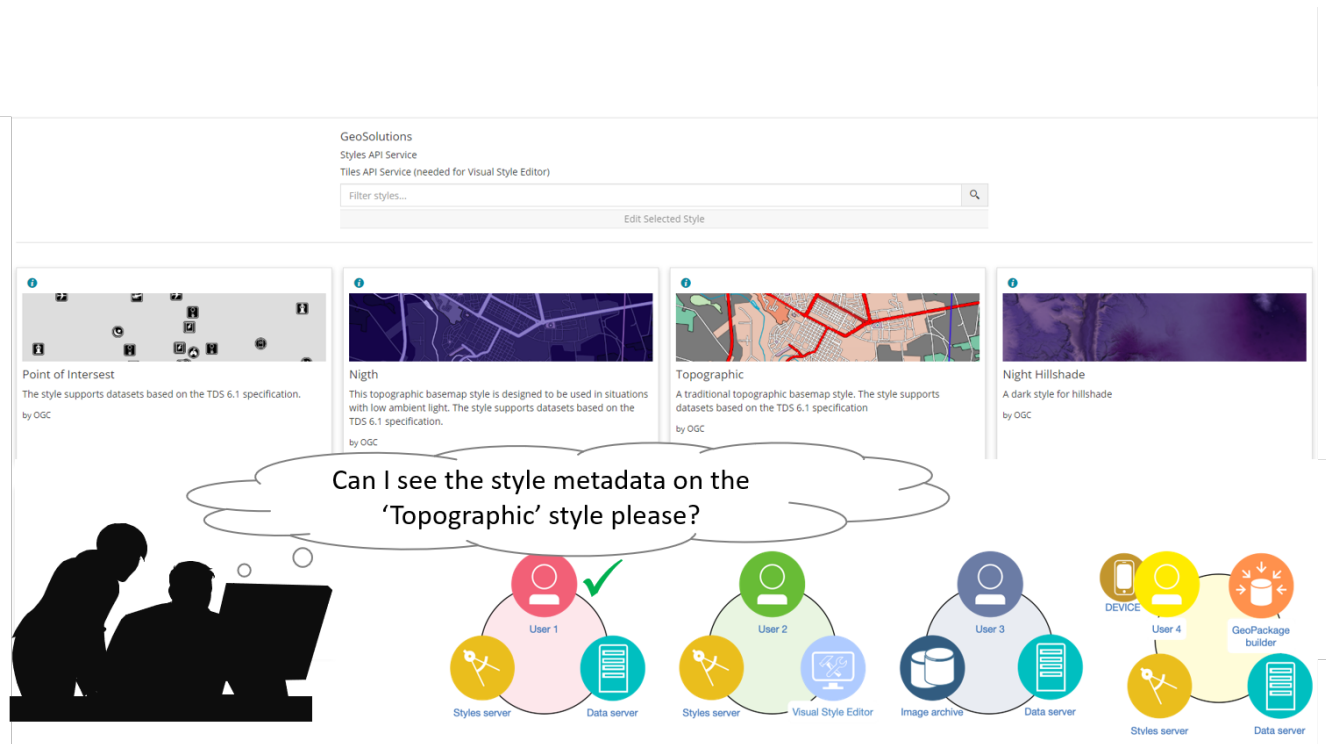 GeoSolutions
Styles API Service
Tiles API Service (needed for Visual Style Editor)
Filter styles...
Edit Selected Style
Point of Intersest
The style supports datasets based on the TDS 6.1 specification.
by OGC
Nigth
This topographic basemap style is designed to be used in situations
with low ambient light. The style supports datasets based on the
TDS 6.1 specification.
by OGC
Topographic
A traditional topographic basemap style. The style supports
datasets based on the TDS 6.1 specification
by OGC
Night Hillshade
A dark style for hillshade
by OGC
Can I see the style metadata on the
‘Topographic’ style please?
User 1
Styles server
Data server
User 2
Styles server
Visual Style Editor
User 3
Image archive
Data server
DEVICE
User 4
GeoPackage
builder
Styles server
Data server